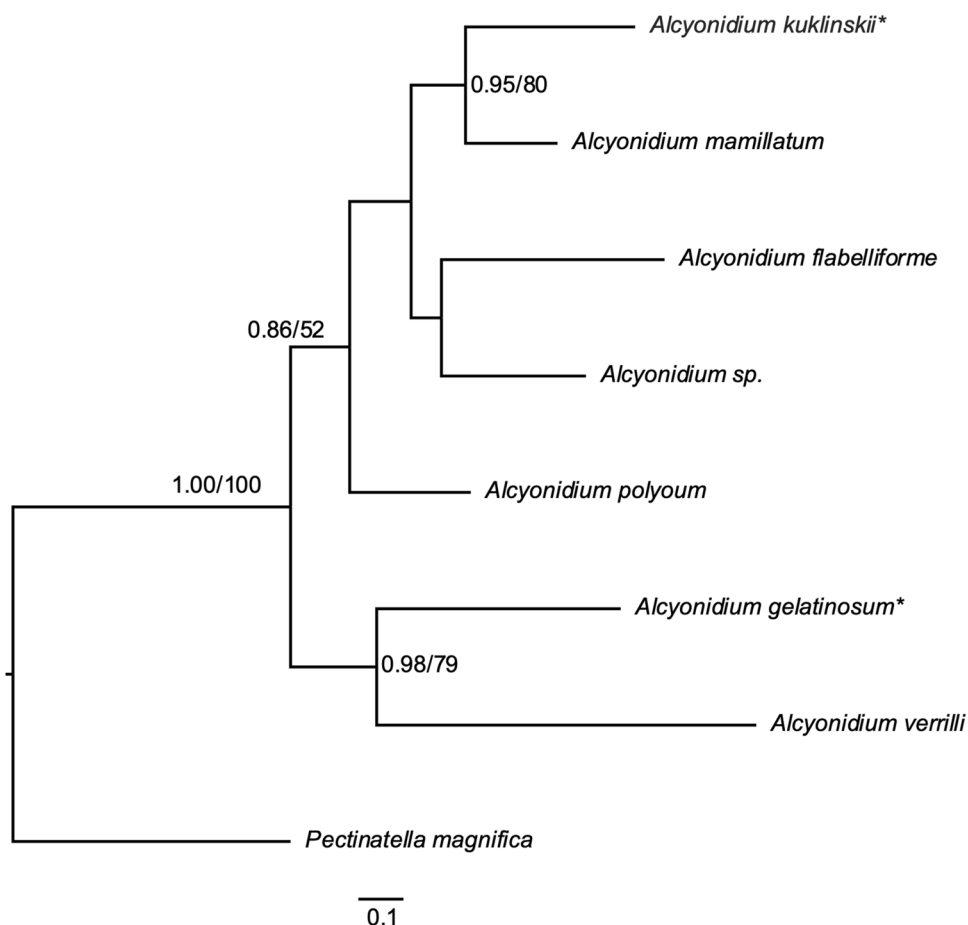 Alcyonidium kuklinskii*
0.95/80
Alcyonidium mamillatum
Alcyonidium flabelliforme
0.86/52
Alcyonidium sp.
1.00/100
Alcyonidium polyoum
Alcyonidium gelatinosum*
0.98/79
Alcyonidium verrilli
Pectinatella magnifica
0.1